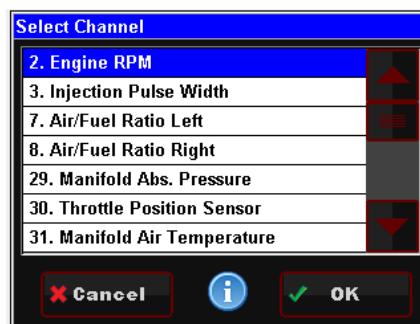 Select Channel
2. Engine RPM
3. Injection Pulse Width
7. Air/Fuel Ratio Left
8. Air/Fuel Ratio Right
29. Manifold Abs. Pressure
30. Throttle Position Sensor
31. Manifold Air Temperature
Cancel i OK